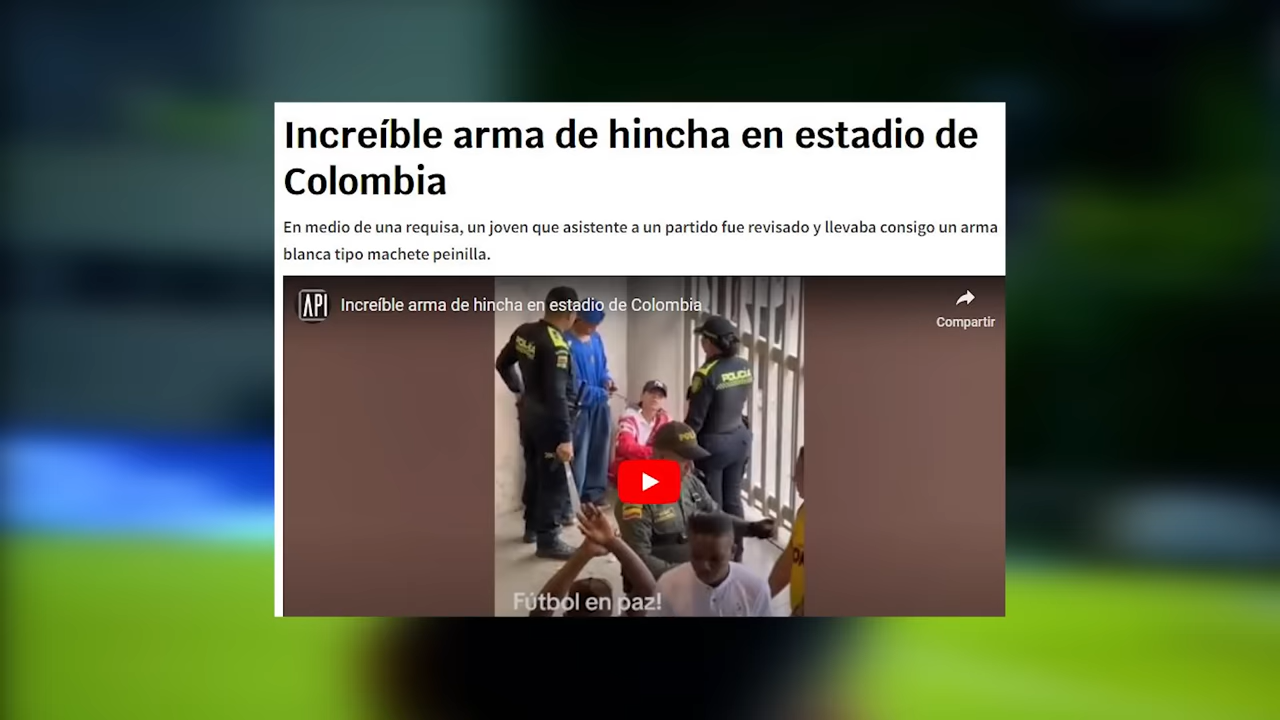 Increíble arma de hincha en estadio de
Colombia
En medio de una requisa, un joven que asistente a un partido fue revisado y llevaba consigo un arma
blanca tipo machete peinilla.
API
Increíble arma de hincha en estadio de Colombia
Compartir
POLICÍA
POLICÍA
Fútbol en paz!